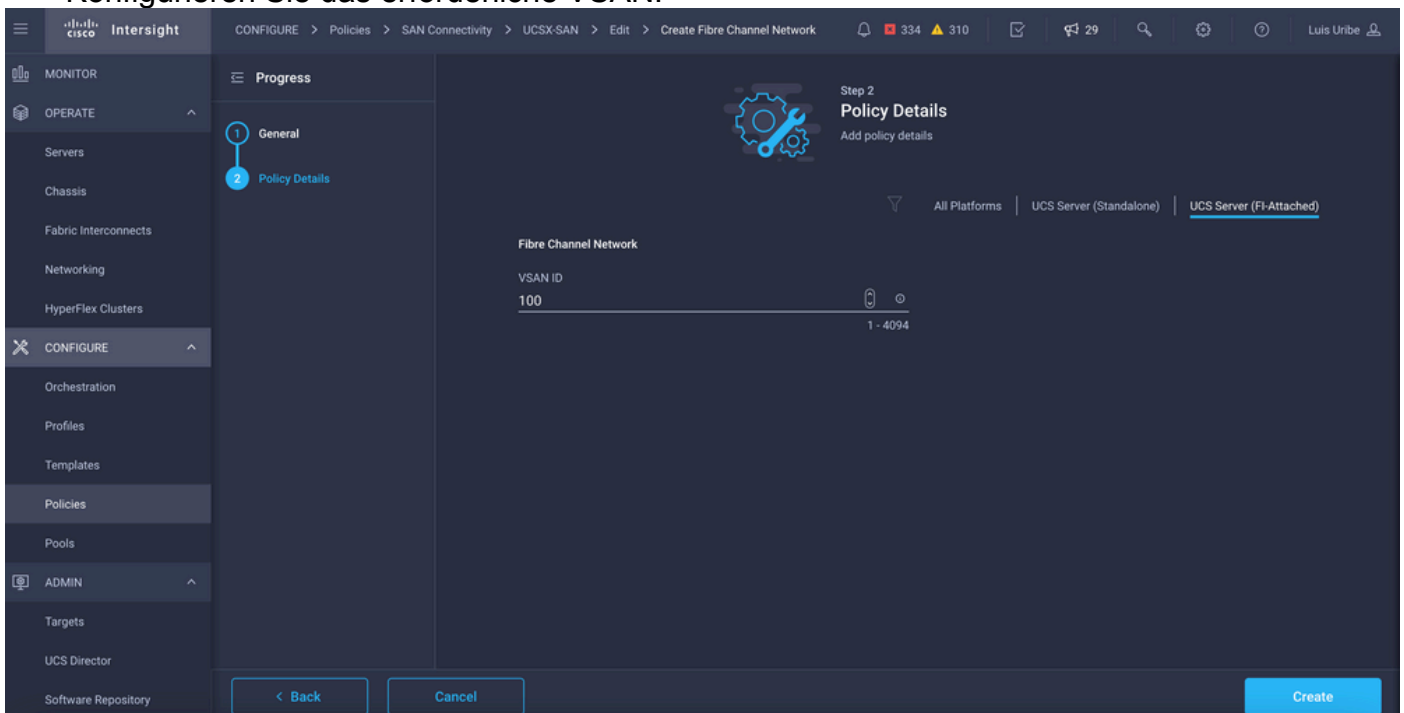 Konfigurieren Sie das erforderliche VSAN.
cisco Intersight
CONFIGURE > Policies > SAN Connectivity > UCSX-SAN > Edit > Create Fibre Channel Network
334 310 29 Luis Uribe
MONITOR
OPERATE
Servers
Chassis
Fabric Interconnects
Networking
HyperFlex Clusters
CONFIGURE
Orchestration
Profiles
Templates
Policies
Pools
ADMIN
Targets
UCS Director
Software Repository
Progress
1 General
2 Policy Details
Step 2
Policy Details
Add policy details
All Platforms | UCS Server (Standalone) | UCS Server (FI-Attached)
Fibre Channel Network
VSAN ID
100
1 - 4094
< Back
Cancel
Create